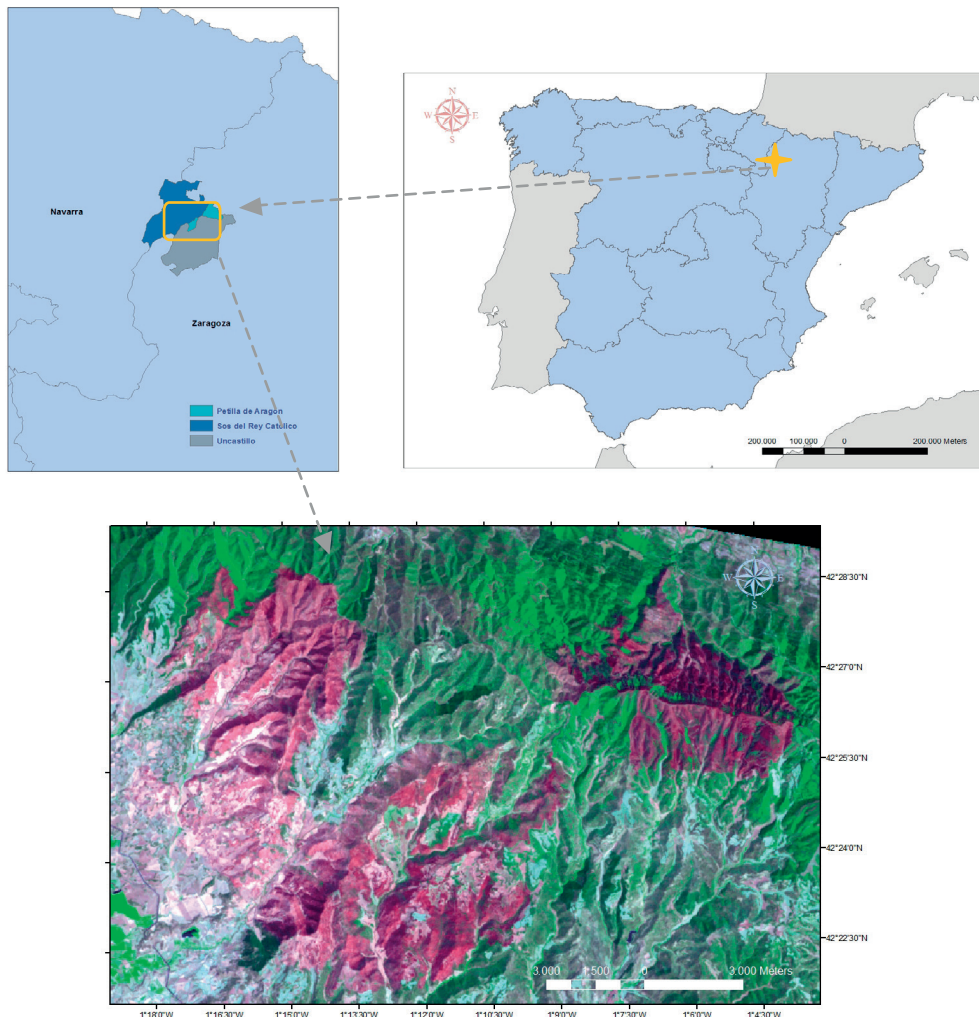 Navarra
Zaragoza
Petilla de Aragón
Sos del Rey Católico
Uncastillo
N
W E
S
200.000 100.000 0 200.000 Meters
N
W E
S
42°28'30"N
42°27'0"N
42°25'30"N
42°24'0"N
42°22'30"N
3.000 1.500 0 3.000 Meters
1°18'0"W 1°16'30"W 1°15'0"W 1°13'30"W 1°12'0"W 1°10'30"W 1°9'0"W 1°7'30"W 1°6'0"W 1°4'30"W